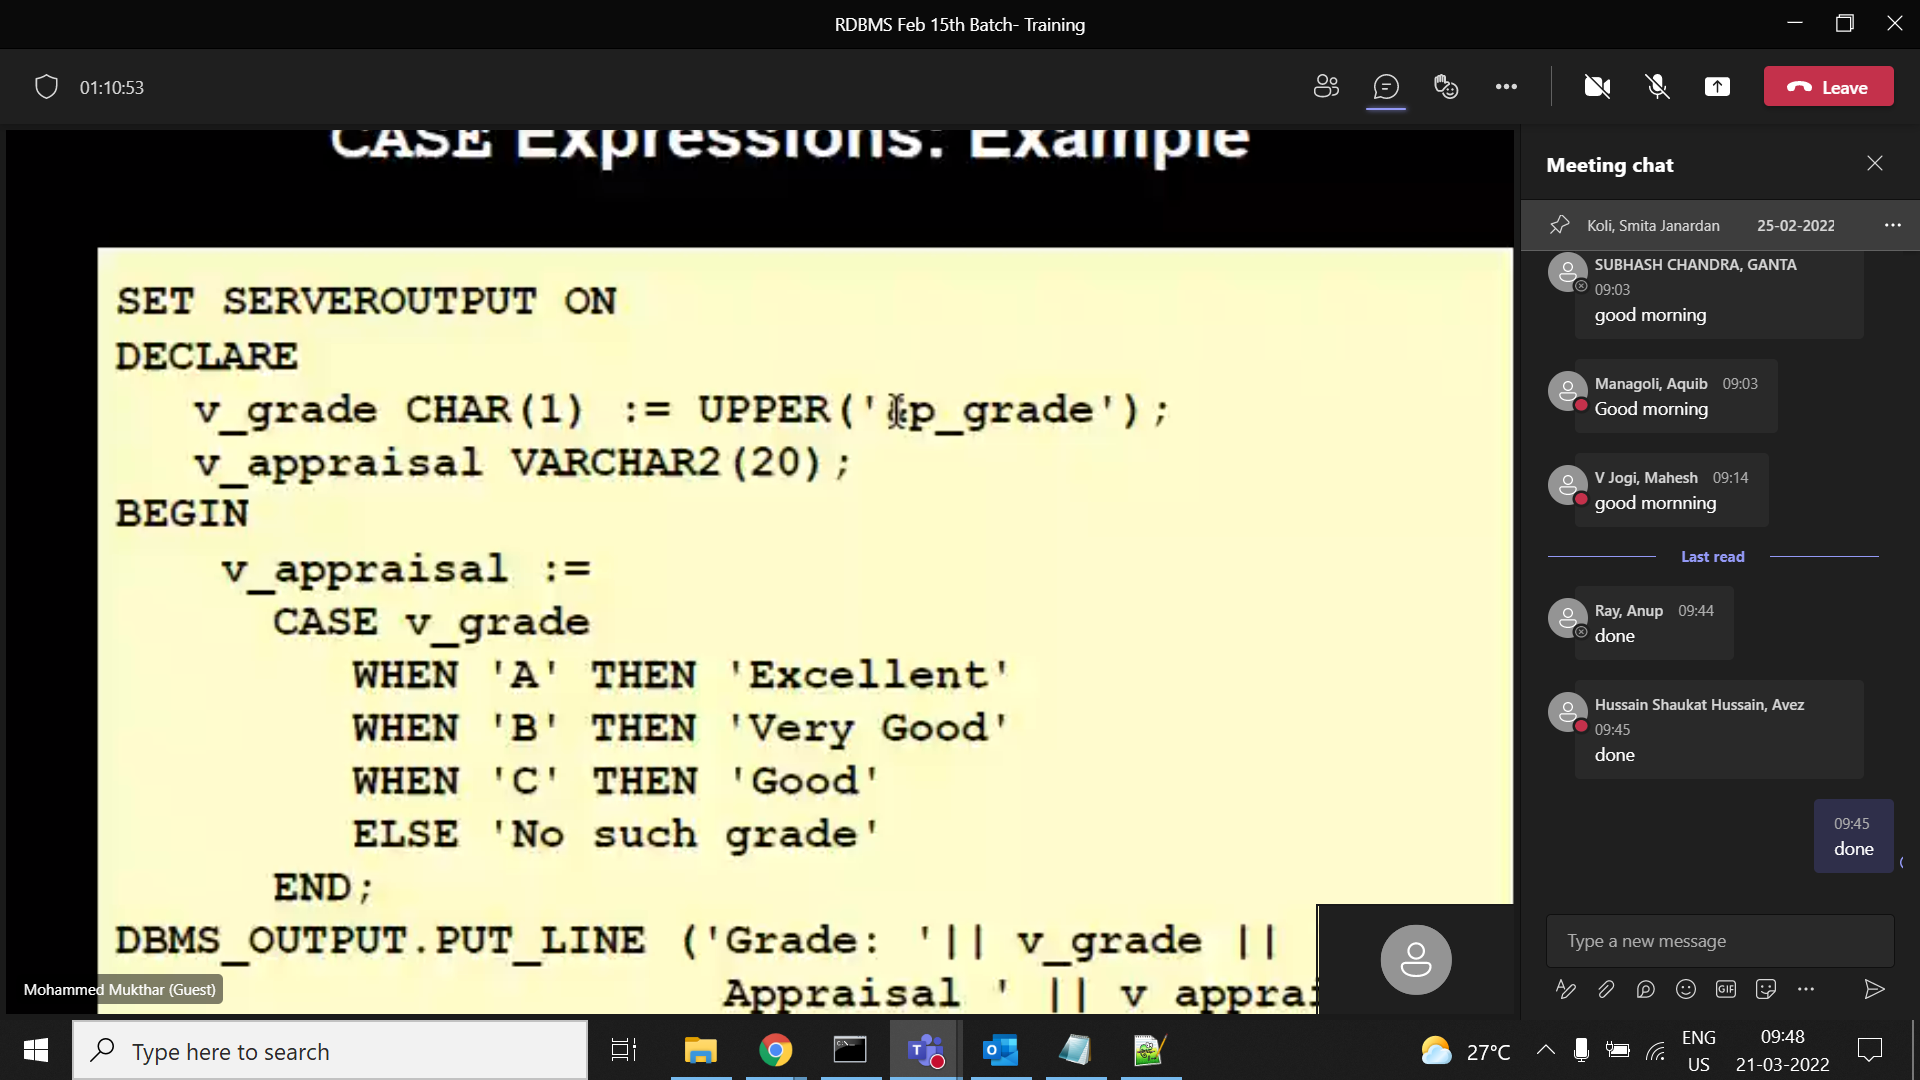 RDBMS Feb 15th Batch- Training
01:10:53
Leave
CASE Expressions: Example
SET SERVEROUTPUT ON
DECLARE
v_grade CHAR(1) := UPPER('&p_grade');
v_appraisal VARCHAR2(20);
BEGIN
v_appraisal :=
CASE v_grade
WHEN 'A' THEN 'Excellent'
WHEN 'B' THEN 'Very Good'
WHEN 'C' THEN 'Good'
ELSE 'No such grade'
END;
DBMS_OUTPUT.PUT_LINE ('Grade: '|| v_grade ||
Appraisal ' || v_apprai
Mohammed Mukthar (Guest)
Meeting chat
Koli, Smita Janardan 25-02-2022
SUBHASH CHANDRA, GANTA
09:03
good morning
Managoli, Aquib 09:03
Good morning
V Jogi, Mahesh 09:14
good mornning
Last read
Ray, Anup 09:44
done
Hussain Shaukat Hussain, Avez
09:45
done
09:45
done
Type a new message
GIF
Type here to search
27°C
ENG
US
09:48
21-03-2022